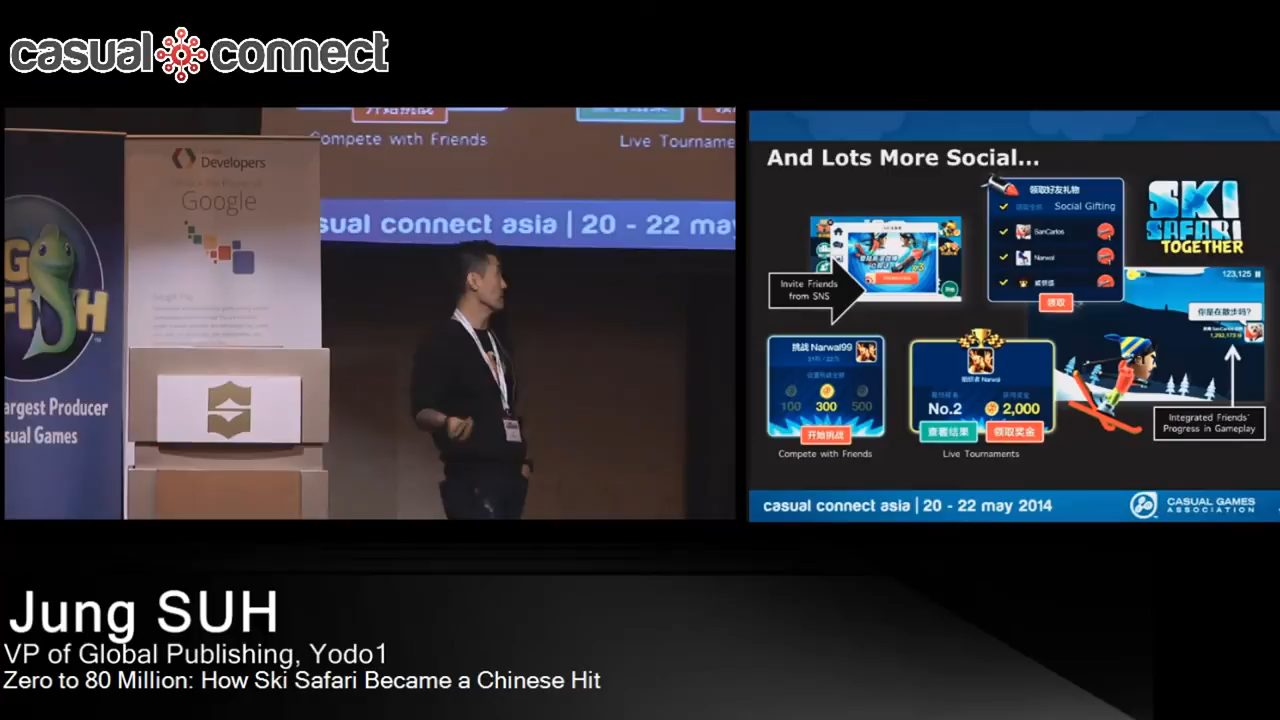 casual connect
开始挑战
Compete with Friends
Live Tourname
sual connect asia | 20 - 22 may
Developers
Google
G
FISH
argest Producer
sual Games
And Lots More Social...
Invite Friends
from SNS
领取好友礼物
Social Gifting
SanCarlos
Narwal
领取
SKI
SAFARI
TOGETHER
123,125
你是在散步吗?
挑战 Narwal99
100 300 500
开始挑战
Compete with Friends
No.2
2,000
查看结果
领取奖金
Live Tournaments
Integrated Friends'
Progress in Gameplay
casual connect asia | 20 - 22 may 2014
CASUAL GAMES
ASSOCIATION
Jung SUH
VP of Global Publishing, Yodo1
Zero to 80 Million: How Ski Safari Became a Chinese Hit